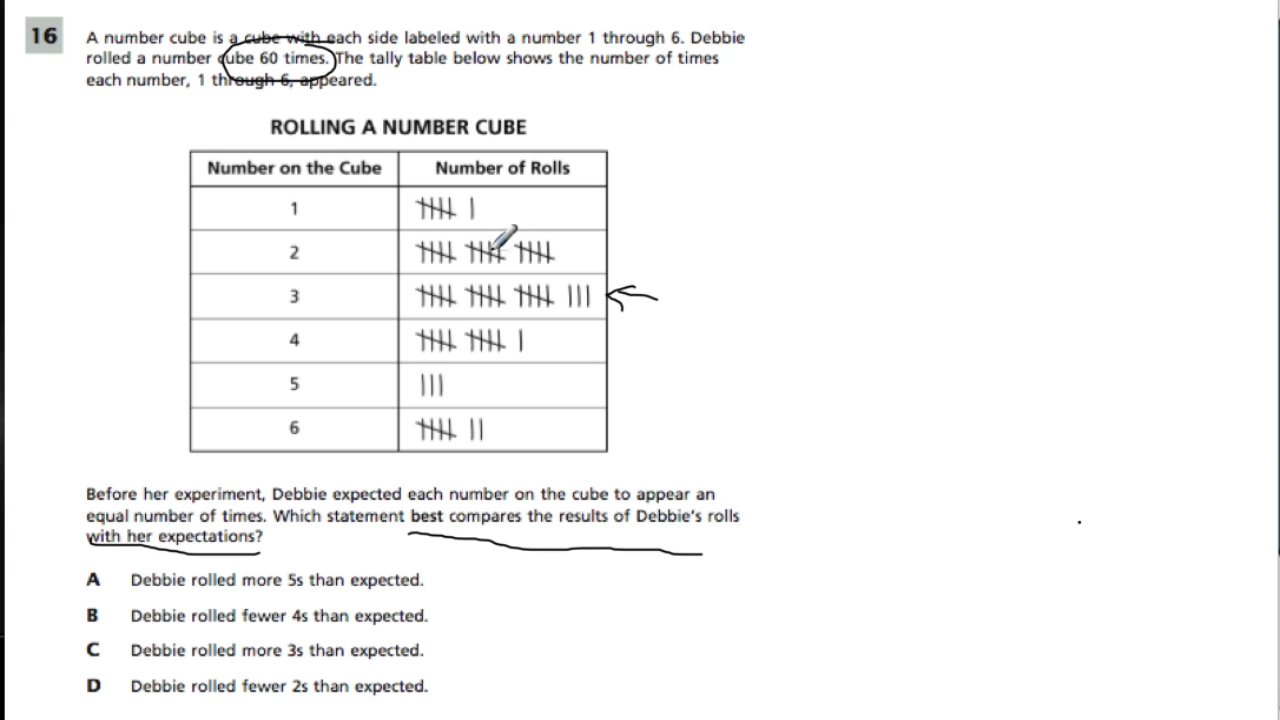 16
A number cube is a cube with each side labeled with a number 1 through 6. Debbie
rolled a number cube 60 times. The tally table below shows the number of times
each number, 1 through 6, appeared.
ROLLING A NUMBER CUBE
Number on the Cube Number of Rolls
1
2
3
4
5
6
Before her experiment, Debbie expected each number on the cube to appear an
equal number of times. Which statement best compares the results of Debbie's rolls
with her expectations?
A Debbie rolled more 5s than expected.
B Debbie rolled fewer 4s than expected.
C Debbie rolled more 3s than expected.
D Debbie rolled fewer 2s than expected.